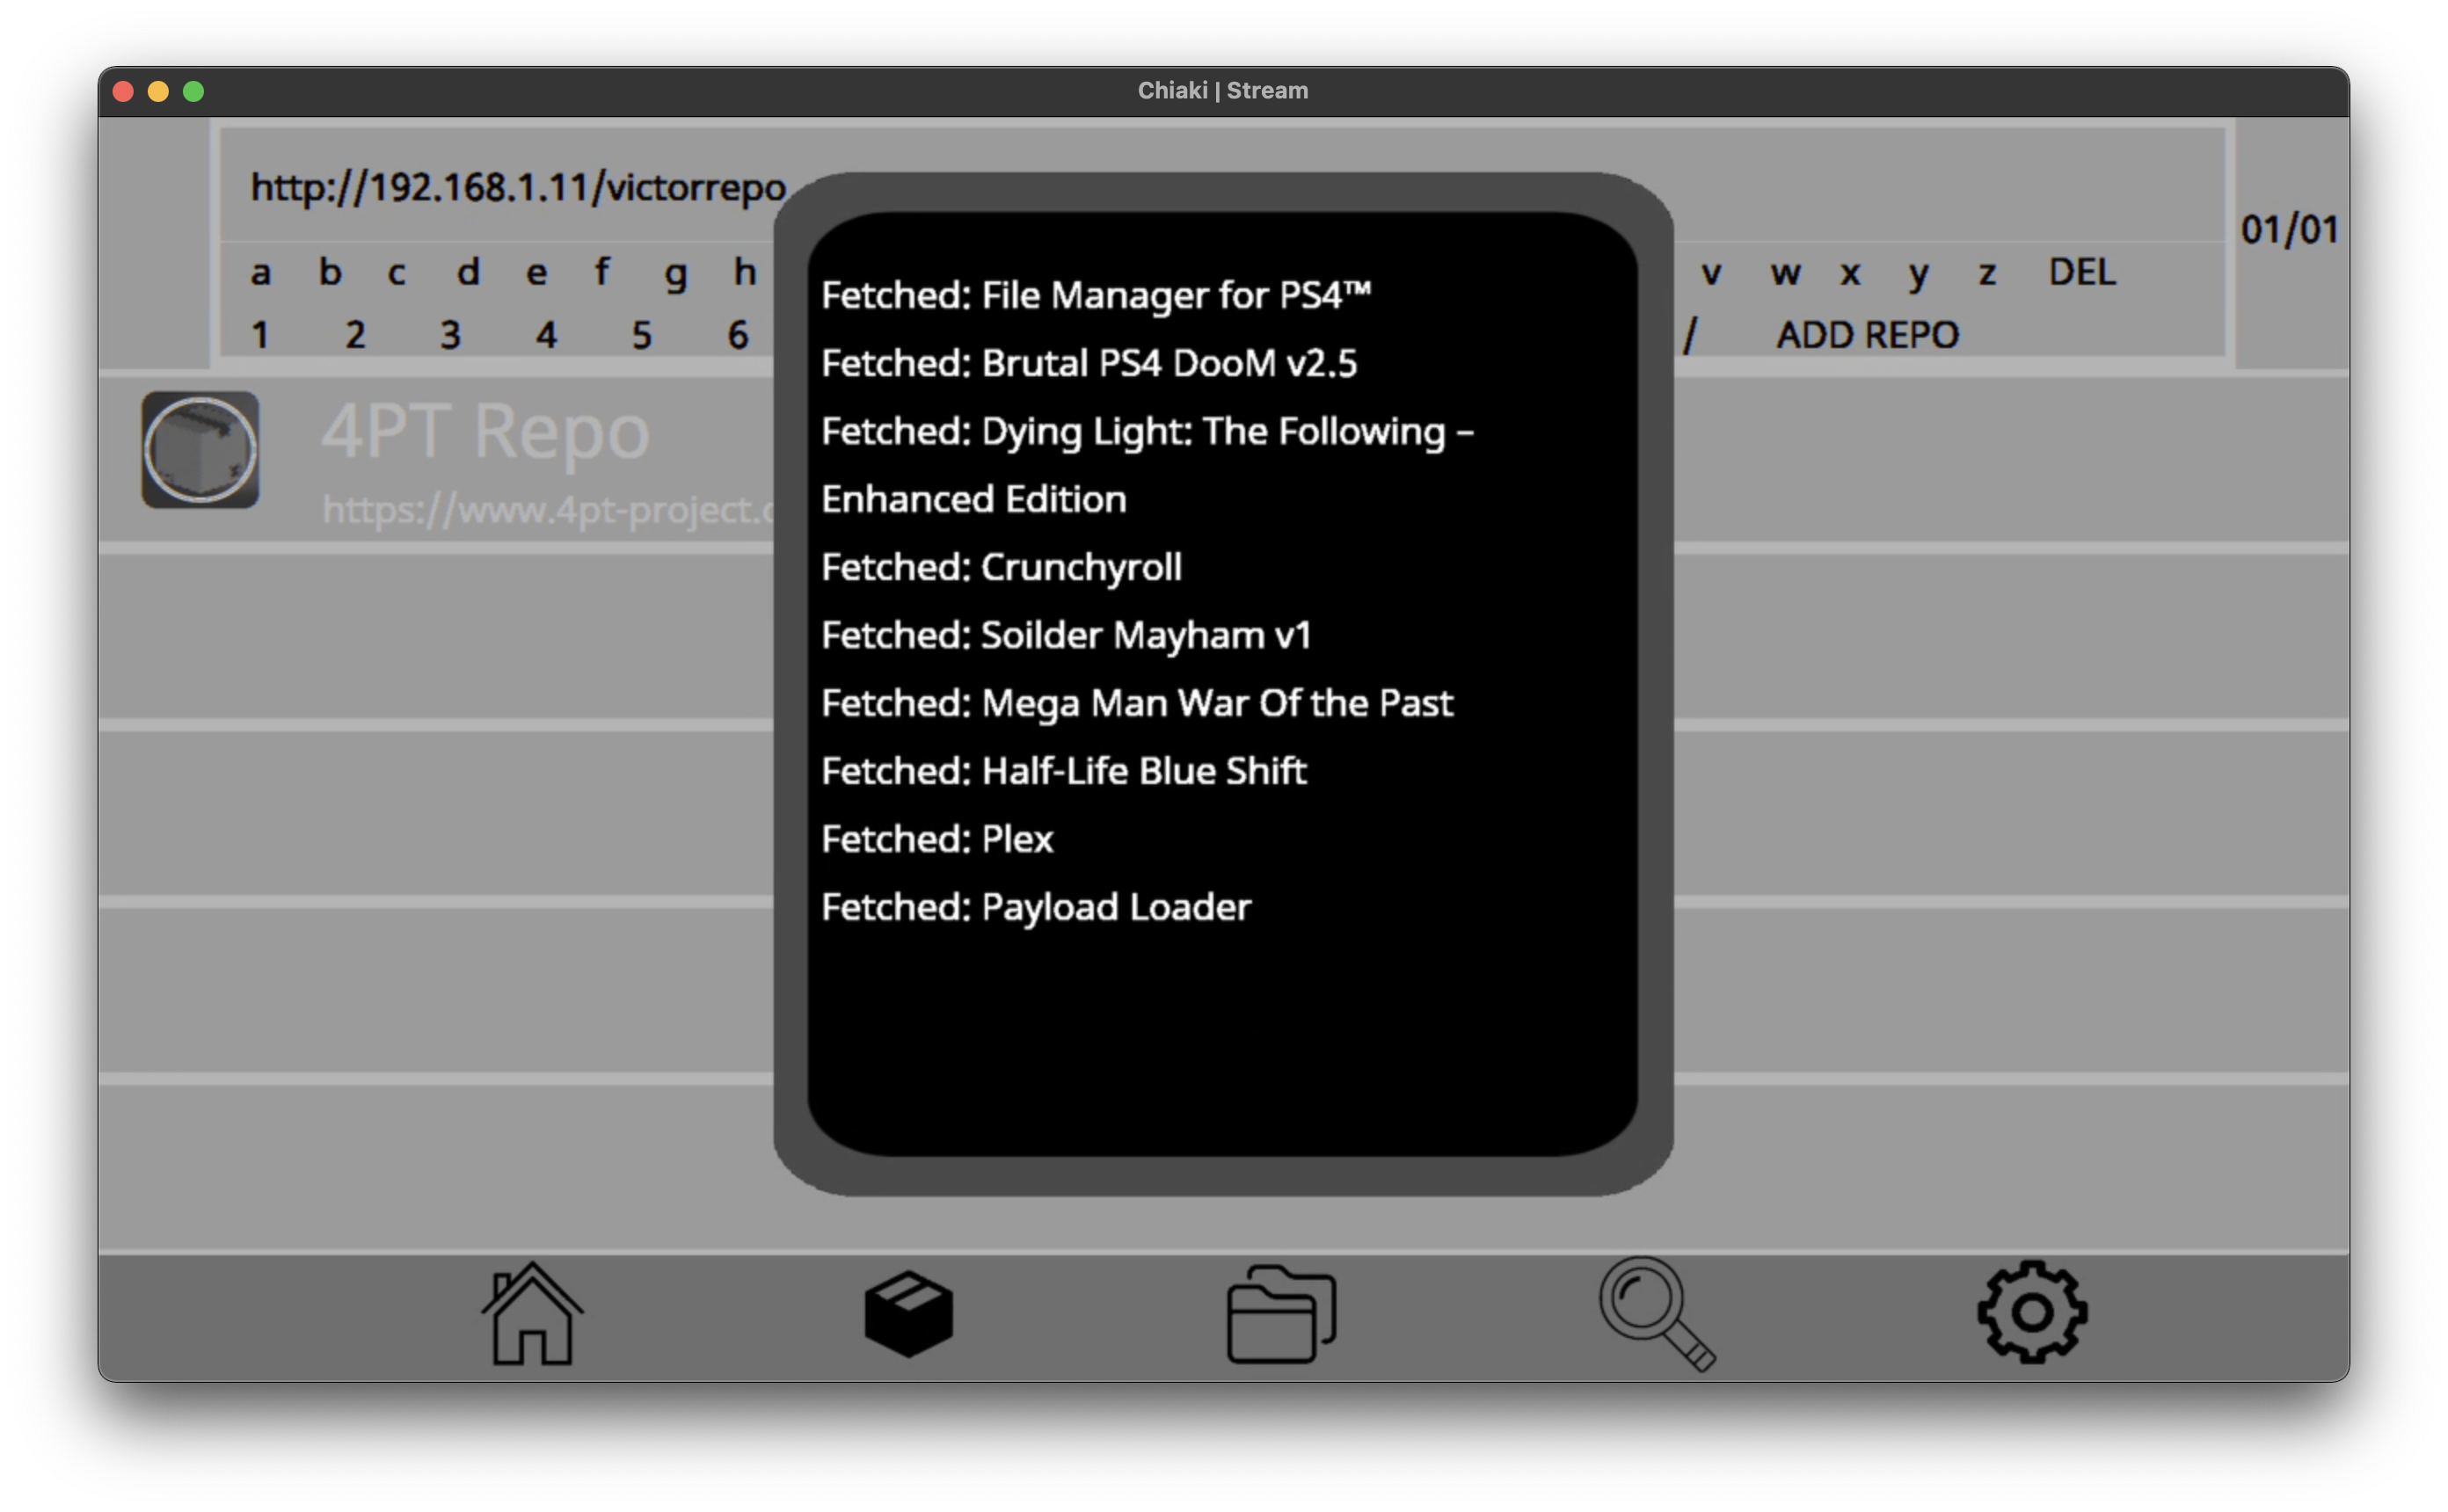 Chiaki | Stream
http://192.168.1.11/victorrepo
01/01
a b c d e f g h v w x y z DEL
1 2 3 4 5 6 / ADD REPO
4PT Repo
https://www.4pt-project.
Fetched: File Manager for PS4™
Fetched: Brutal PS4 DooM v2.5
Fetched: Dying Light: The Following –
Enhanced Edition
Fetched: Crunchyroll
Fetched: Soilder Mayham v1
Fetched: Mega Man War Of the Past
Fetched: Half-Life Blue Shift
Fetched: Plex
Fetched: Payload Loader